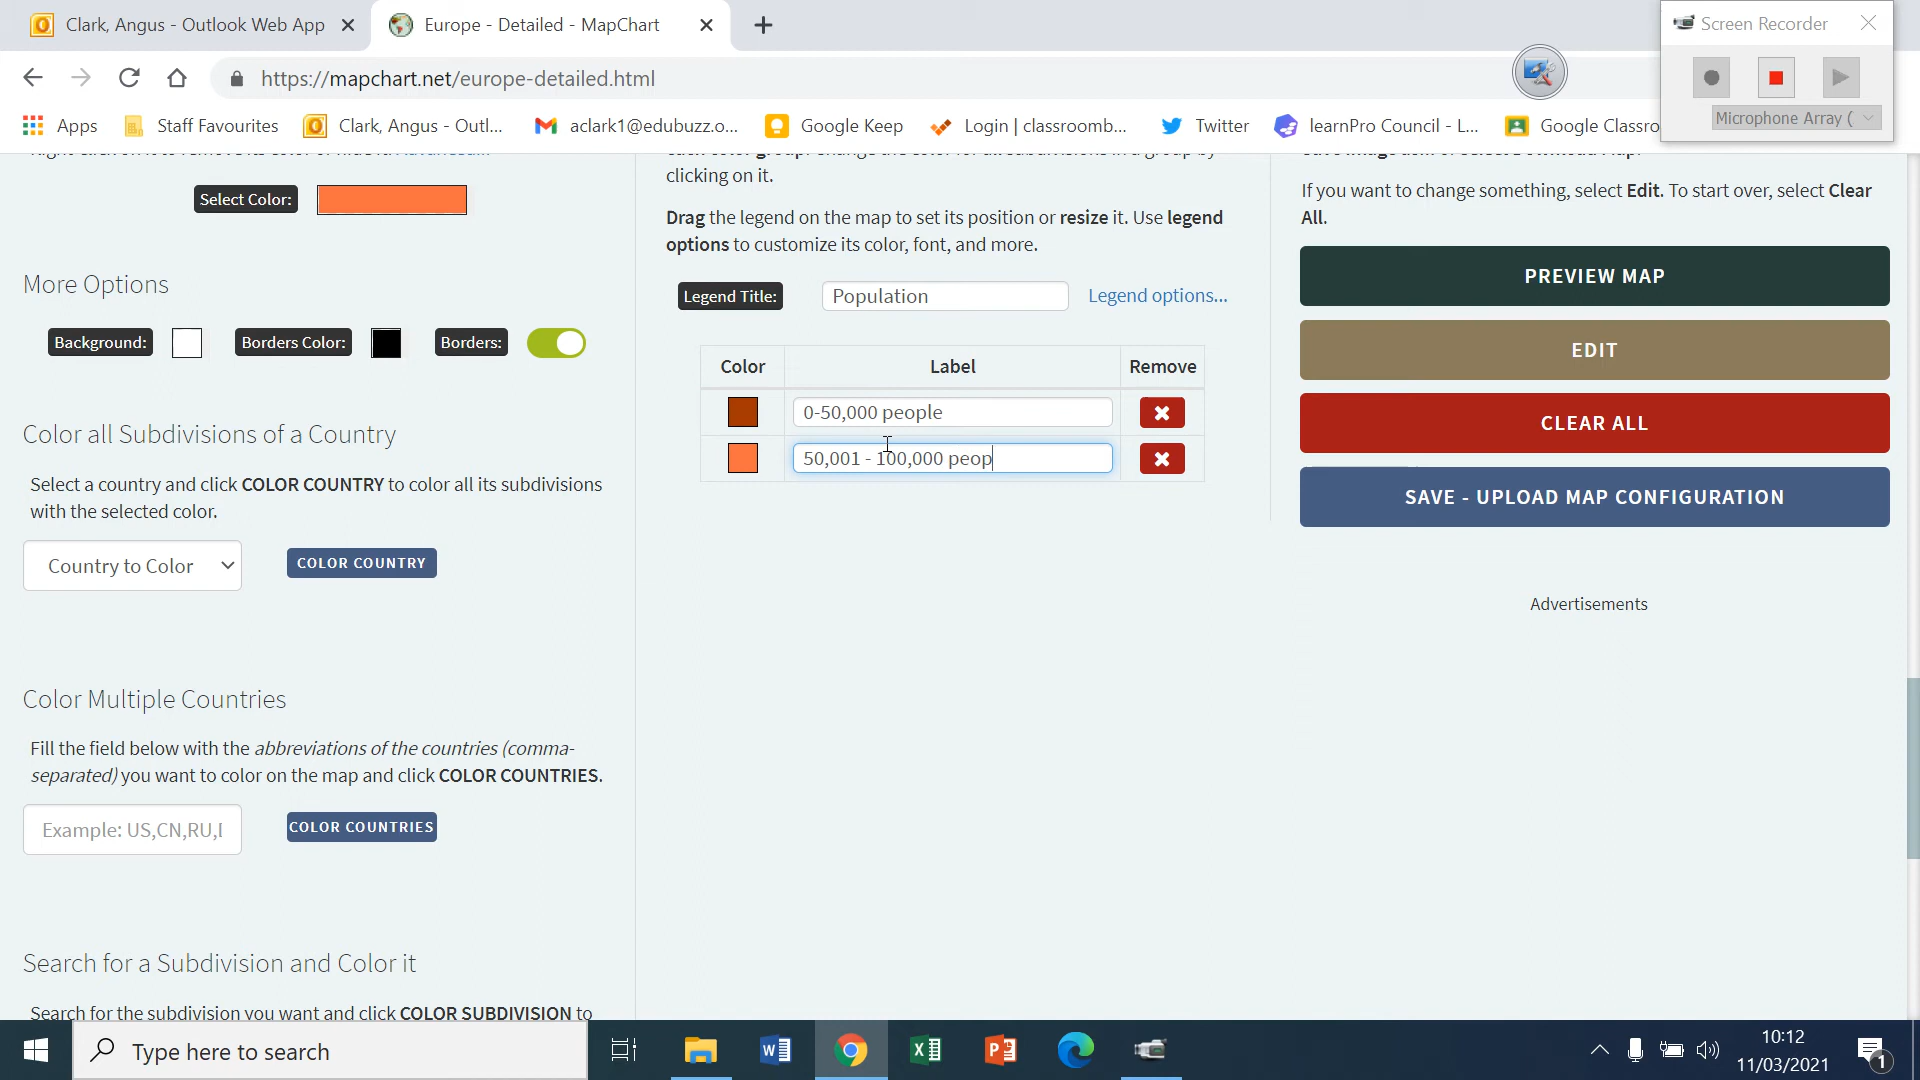 Clark, Angus - Outlook Web App
Europe - Detailed - MapChart
Screen Recorder
https://mapchart.net/europe-detailed.html
Microphone Array (
Apps
Staff Favourites
Clark, Angus - Outl...
aclark1@edubuzz.o...
Google Keep
Login | classroomb...
Twitter
learnPro Council - L...
Google Classro
clicking on it.
Select Color:
If you want to change something, select Edit. To start over, select Clear
All.
Drag the legend on the map to set its position or resize it. Use legend
options to customize its color, font, and more.
More Options
Legend Title:
Population
Legend options...
PREVIEW MAP
Background:
Borders Color:
Borders:
EDIT
Color
Label
Remove
0-50,000 people
50,001 - 100,000 peop
CLEAR ALL
SAVE - UPLOAD MAP CONFIGURATION
Color all Subdivisions of a Country
Select a country and click COLOR COUNTRY to color all its subdivisions
with the selected color.
Country to Color
COLOR COUNTRY
Advertisements
Color Multiple Countries
Fill the field below with the abbreviations of the countries (comma-
separated) you want to color on the map and click COLOR COUNTRIES.
Example: US,CN,RU,I
COLOR COUNTRIES
Search for a Subdivision and Color it
Search for the subdivision you want and click COLOR SUBDIVISION to
Type here to search
10:12
11/03/2021
1